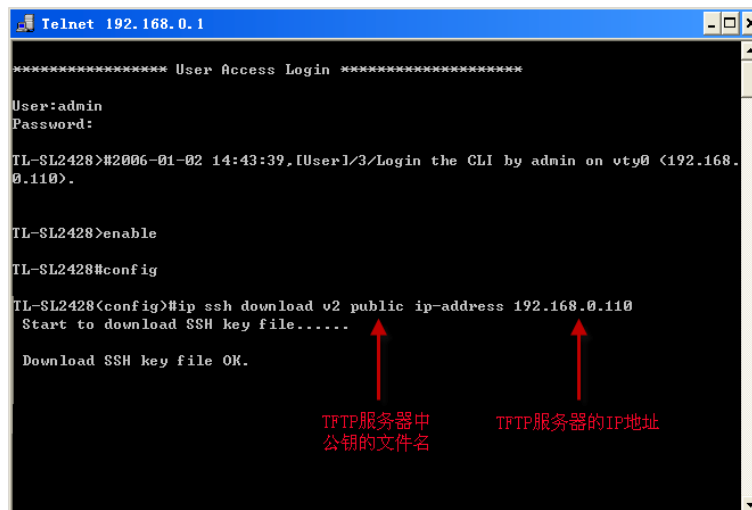 Telnet 192.168.0.1
****************** User Access Login ********************
User:admin
Password:
TL-SL2428>#2006-01-02 14:43:39,[User]/3/Login the CLI by admin on vty0 (192.168.
0.110).
TL-SL2428>enable
TL-SL2428#config
TL-SL2428(config)#ip ssh download v2 public ip-address 192.168.0.110
Start to download SSH key file......
Download SSH key file OK.
TFTP服务器中
公钥的文件名
TFTP服务器的IP地址